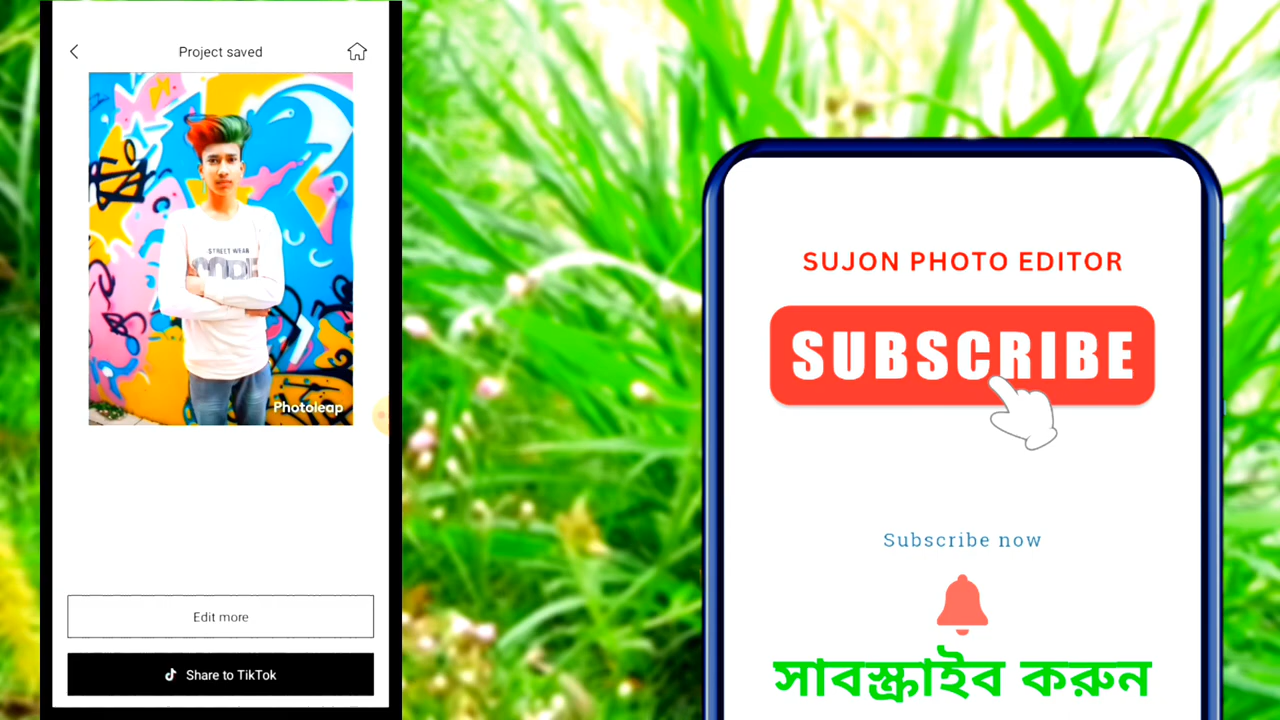 Project saved
STREET WEAR
Photoleap
Edit more
Share to TikTok
SUJON PHOTO EDITOR
SUBSCRIBE
Subscribe now
সাবস্ক্রাইব করুন